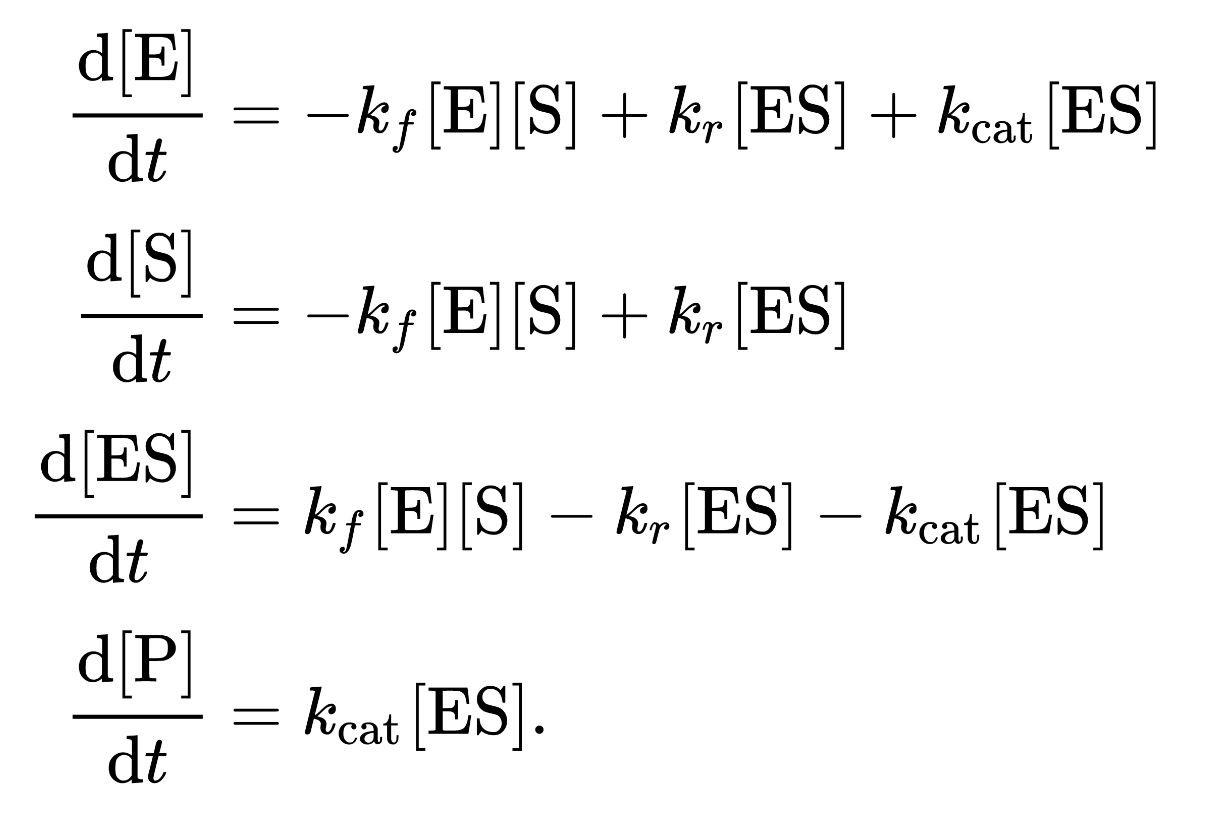 d[E]/dt = −k_f[E][S] + k_r[ES] + k_cat[ES]
d[S]/dt = −k_f[E][S] + k_r[ES]
d[ES]/dt = k_f[E][S] − k_r[ES] − k_cat[ES]
d[P]/dt = k_cat[ES].